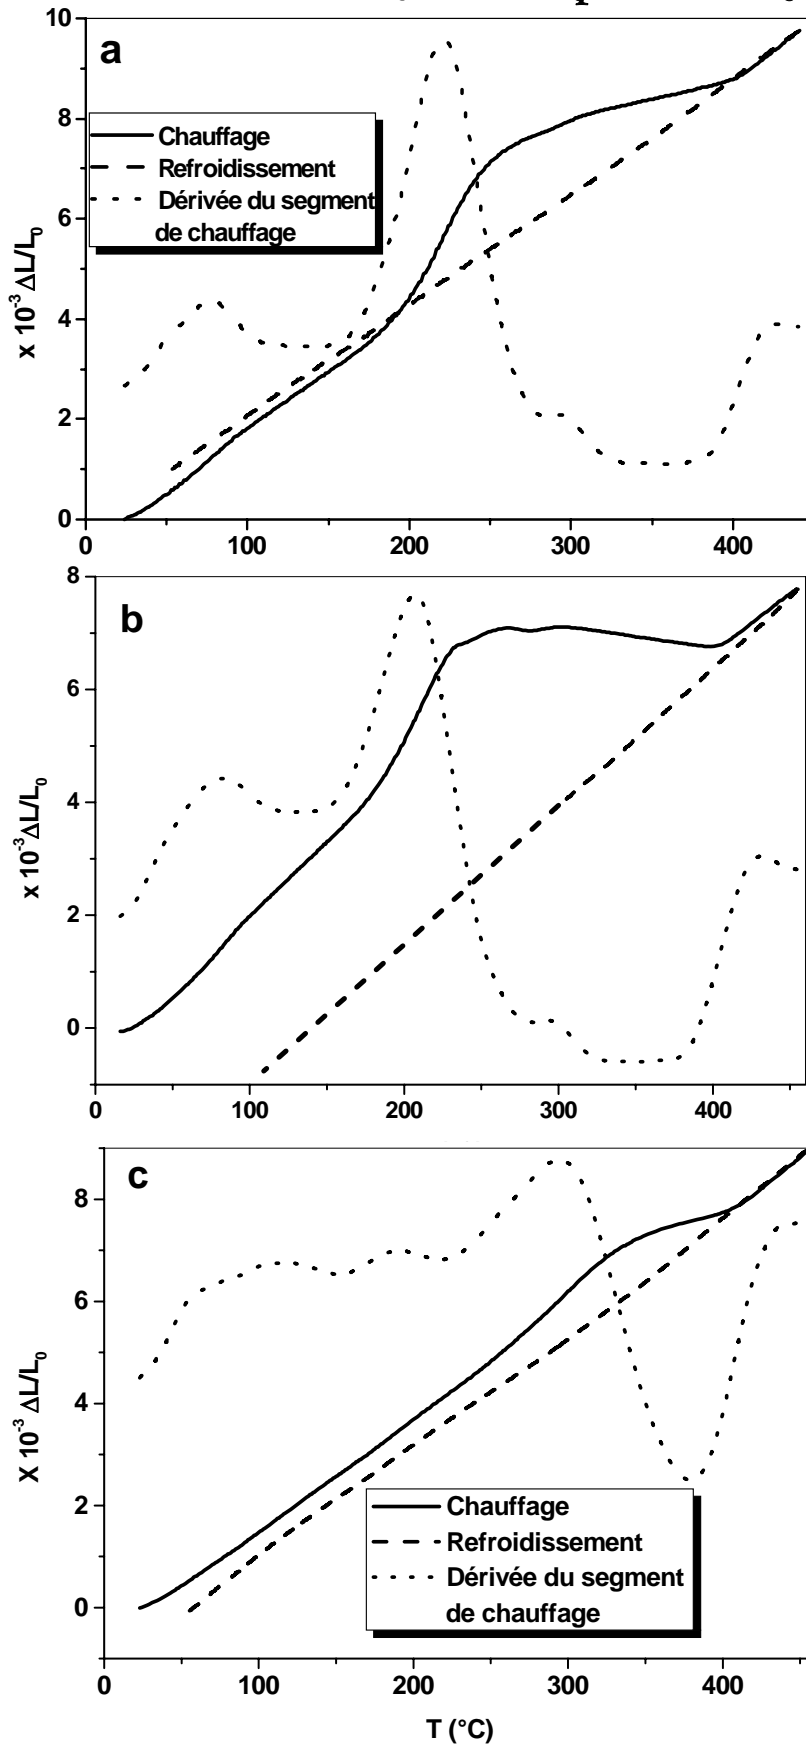 10
a
8
Chauffage
Refroidissement
Dérivée du segment
de chauffage
6
4
2
0
x 10⁻³ ΔL/L₀
0 100 200 300 400
8
b
6
4
2
0
x 10⁻³ΔL/L₀
0 100 200 300 400
c
8
6
4
2
0
X 10⁻³ ΔL/L₀
Chauffage
Refroidissement
Dérivée du segment
de chauffage
0 100 200 300 400
T (°C)